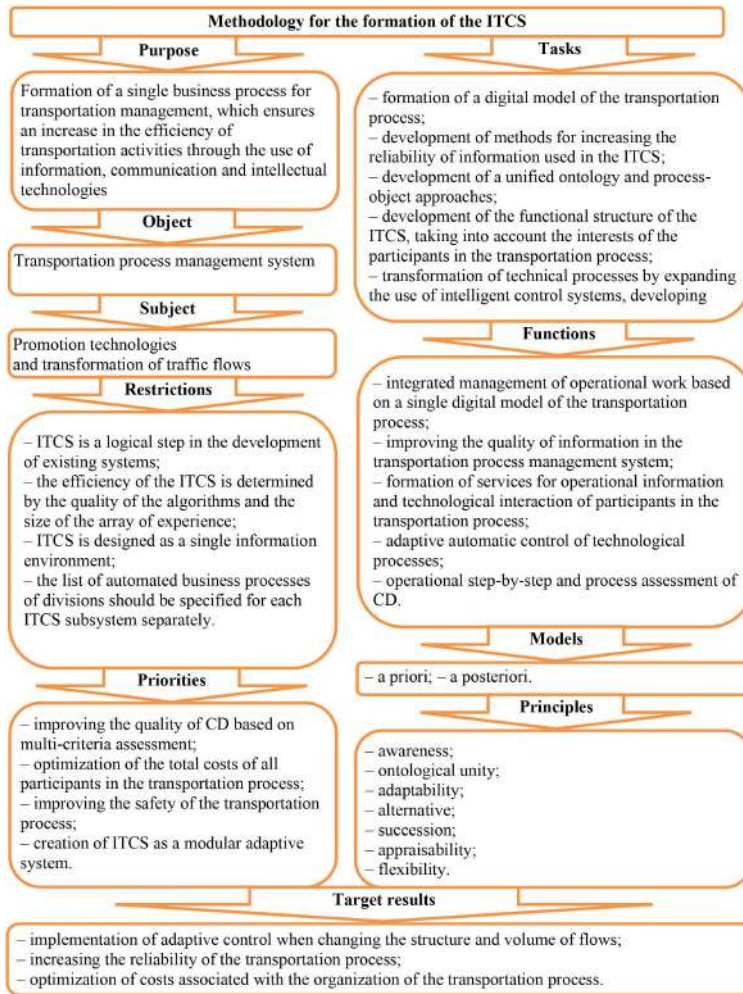 Methodology for the formation of the ITCS
Purpose
Formation of a single business process for
transportation management, which ensures
an increase in the efficiency of
transportation activities through the use of
information, communication and intellectual
technologies
Object
Transportation process management system
Subject
Promotion technologies
and transformation of traffic flows
Restrictions
– ITCS is a logical step in the development
of existing systems;
– the efficiency of the ITCS is determined
by the quality of the algorithms and the
size of the array of experience;
– ITCS is designed as a single information
environment;
– the list of automated business processes
of divisions should be specified for each
ITCS subsystem separately.
Priorities
– improving the quality of CD based on
multi-criteria assessment;
– optimization of the total costs of all
participants in the transportation process;
– improving the safety of the transportation
process;
– creation of ITCS as a modular adaptive
system.
Tasks
– formation of a digital model of the transportation
process;
– development of methods for increasing the
reliability of information used in the ITCS;
– development of a unified ontology and process-
object approaches;
– development of the functional structure of the
ITCS, taking into account the interests of the
participants in the transportation process;
– transformation of technical processes by expanding
the use of intelligent control systems, developing
Functions
– integrated management of operational work based
on a single digital model of the transportation
process;
– improving the quality of information in the
transportation process management system;
– formation of services for operational information
and technological interaction of participants in the
transportation process;
– adaptive automatic control of technological
processes;
– operational step-by-step and process assessment of
CD.
Models
– a priori; – a posteriori.
Principles
– awareness;
– ontological unity;
– adaptability;
– alternative;
– succession;
– appraisability;
– flexibility.
Target results
– implementation of adaptive control when changing the structure and volume of flows;
– increasing the reliability of the transportation process;
– optimization of costs associated with the organization of the transportation process.